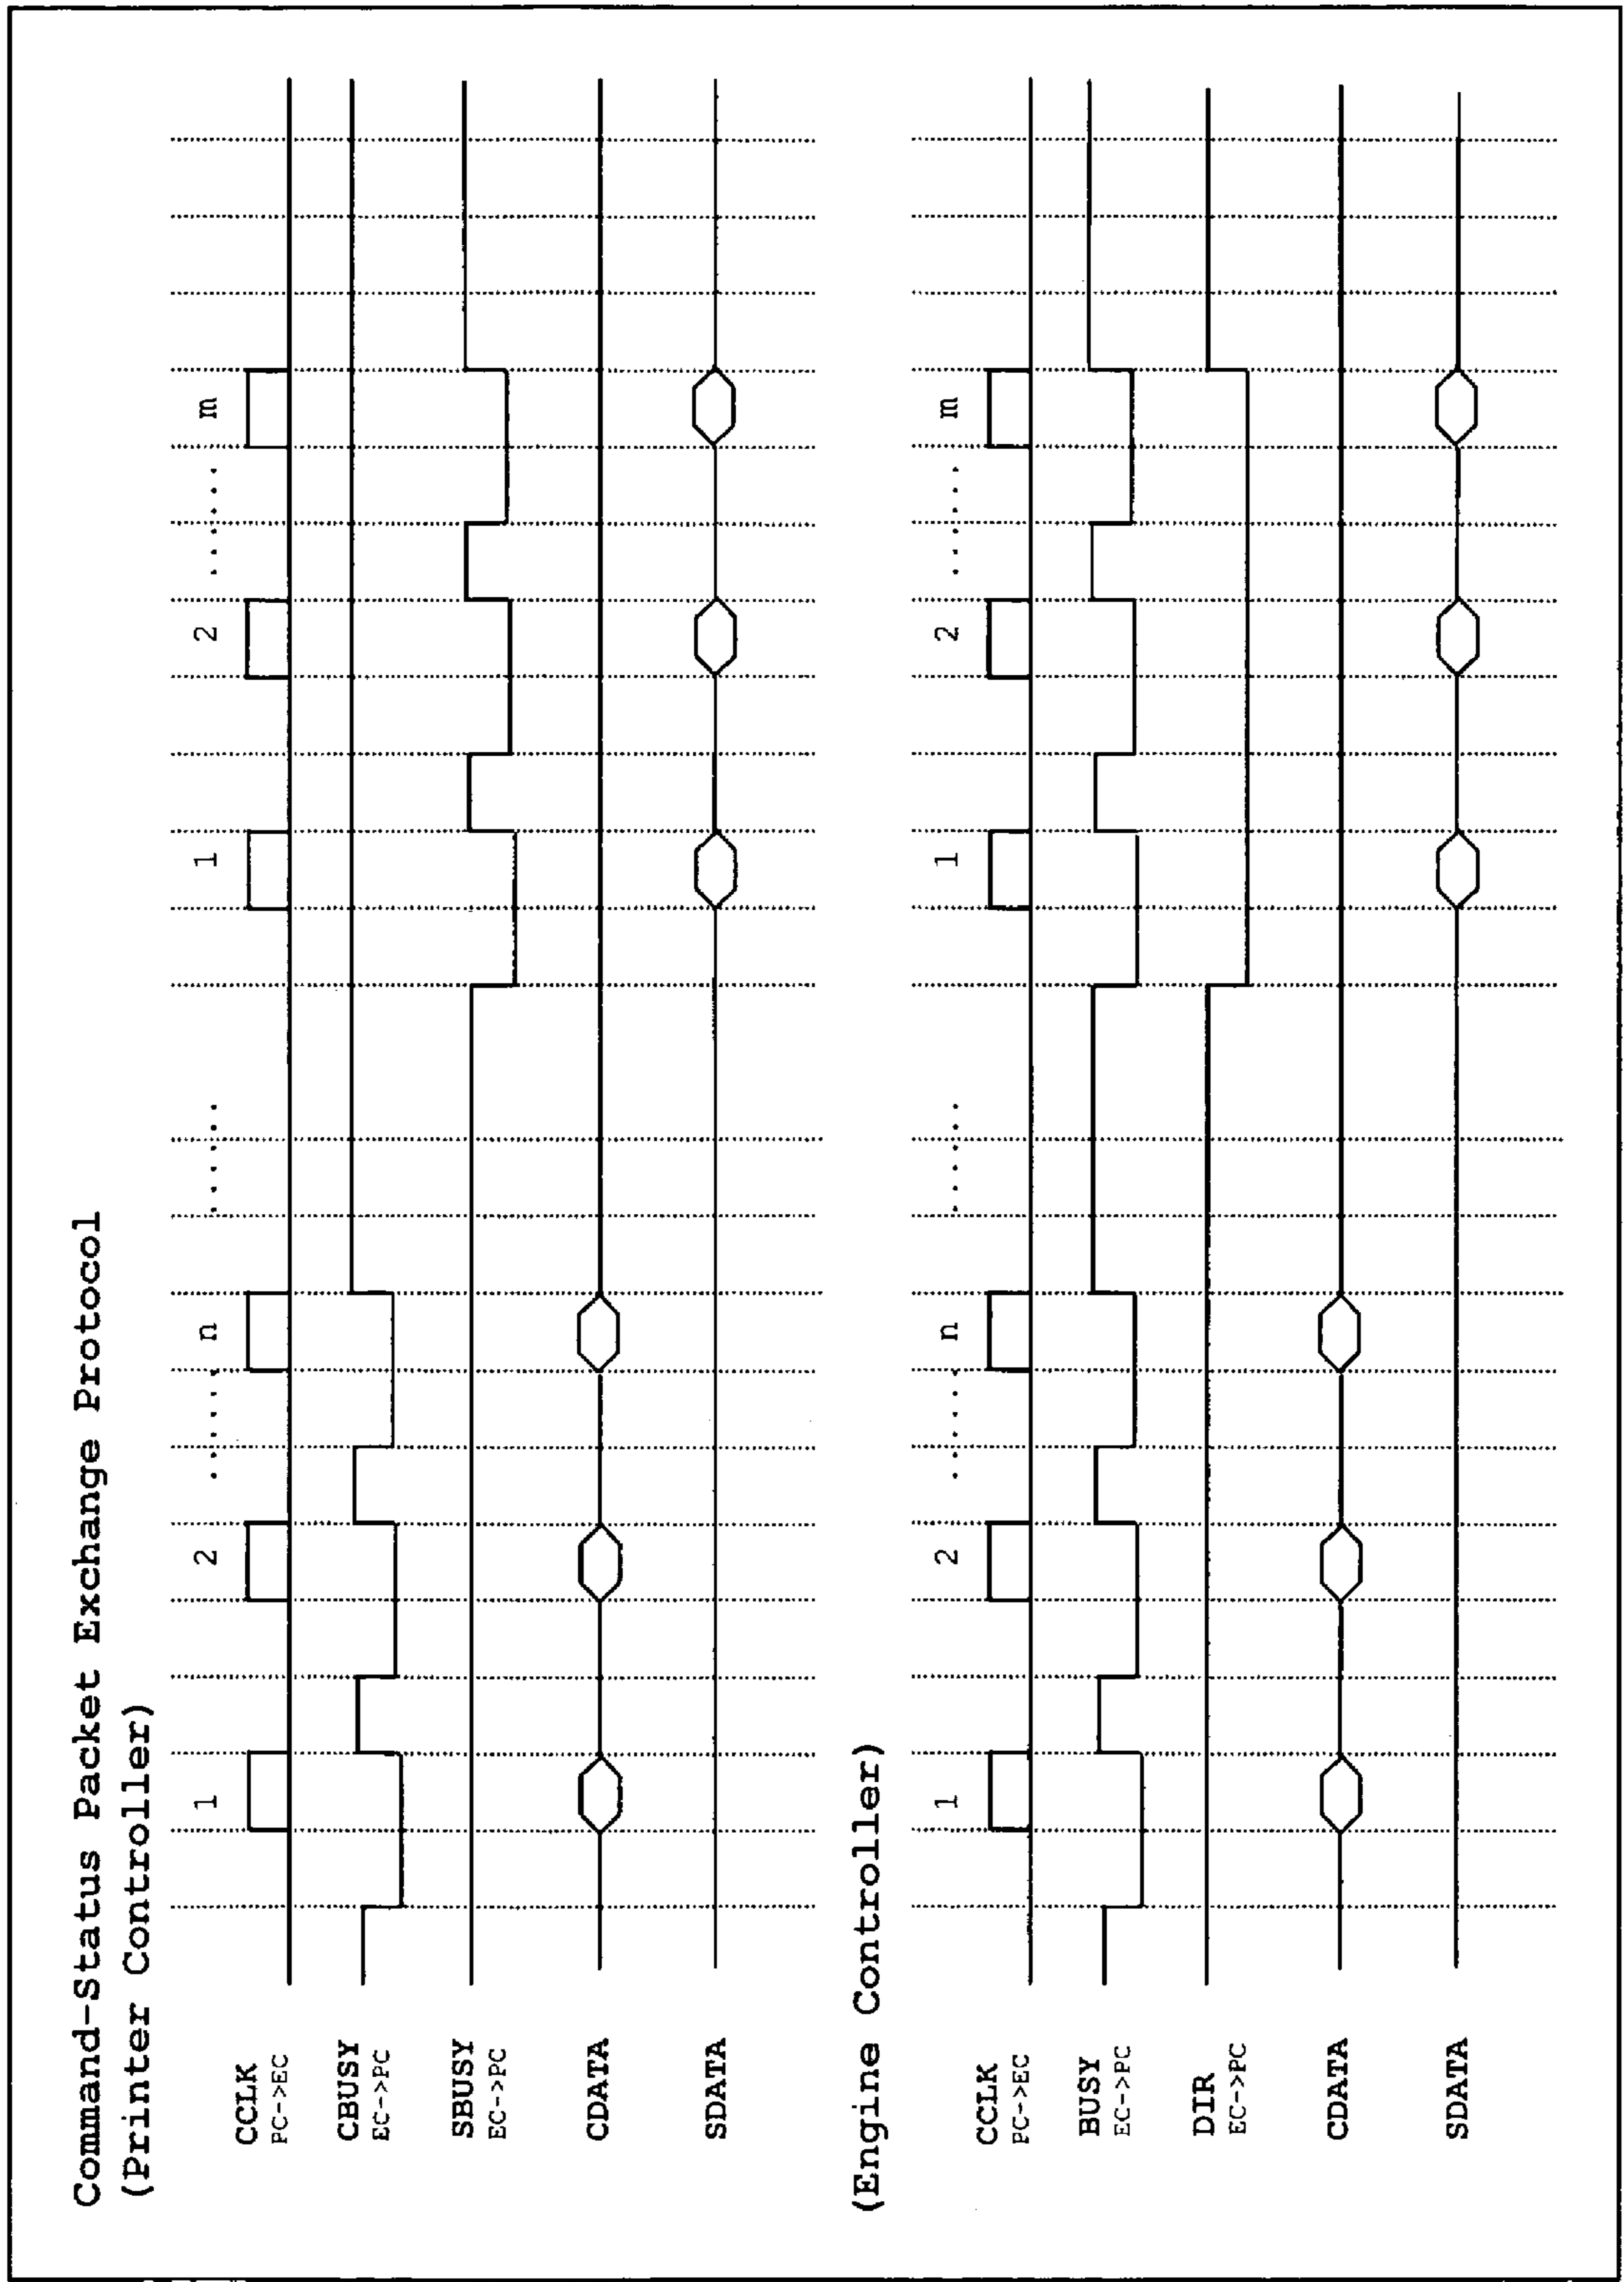 Command-Status Packet Exchange Protocol
(Printer Controller)
1 2 ...... n ...... 1 2 ...... m
CCLK
PC->EC
CBUSY
EC->PC
SBUSY
EC->PC
CDATA
SDATA
(Engine Controller)
1 2 ...... n ...... 1 2 ...... m
CCLK
PC->EC
BUSY
EC->PC
DIR
EC->PC
CDATA
SDATA